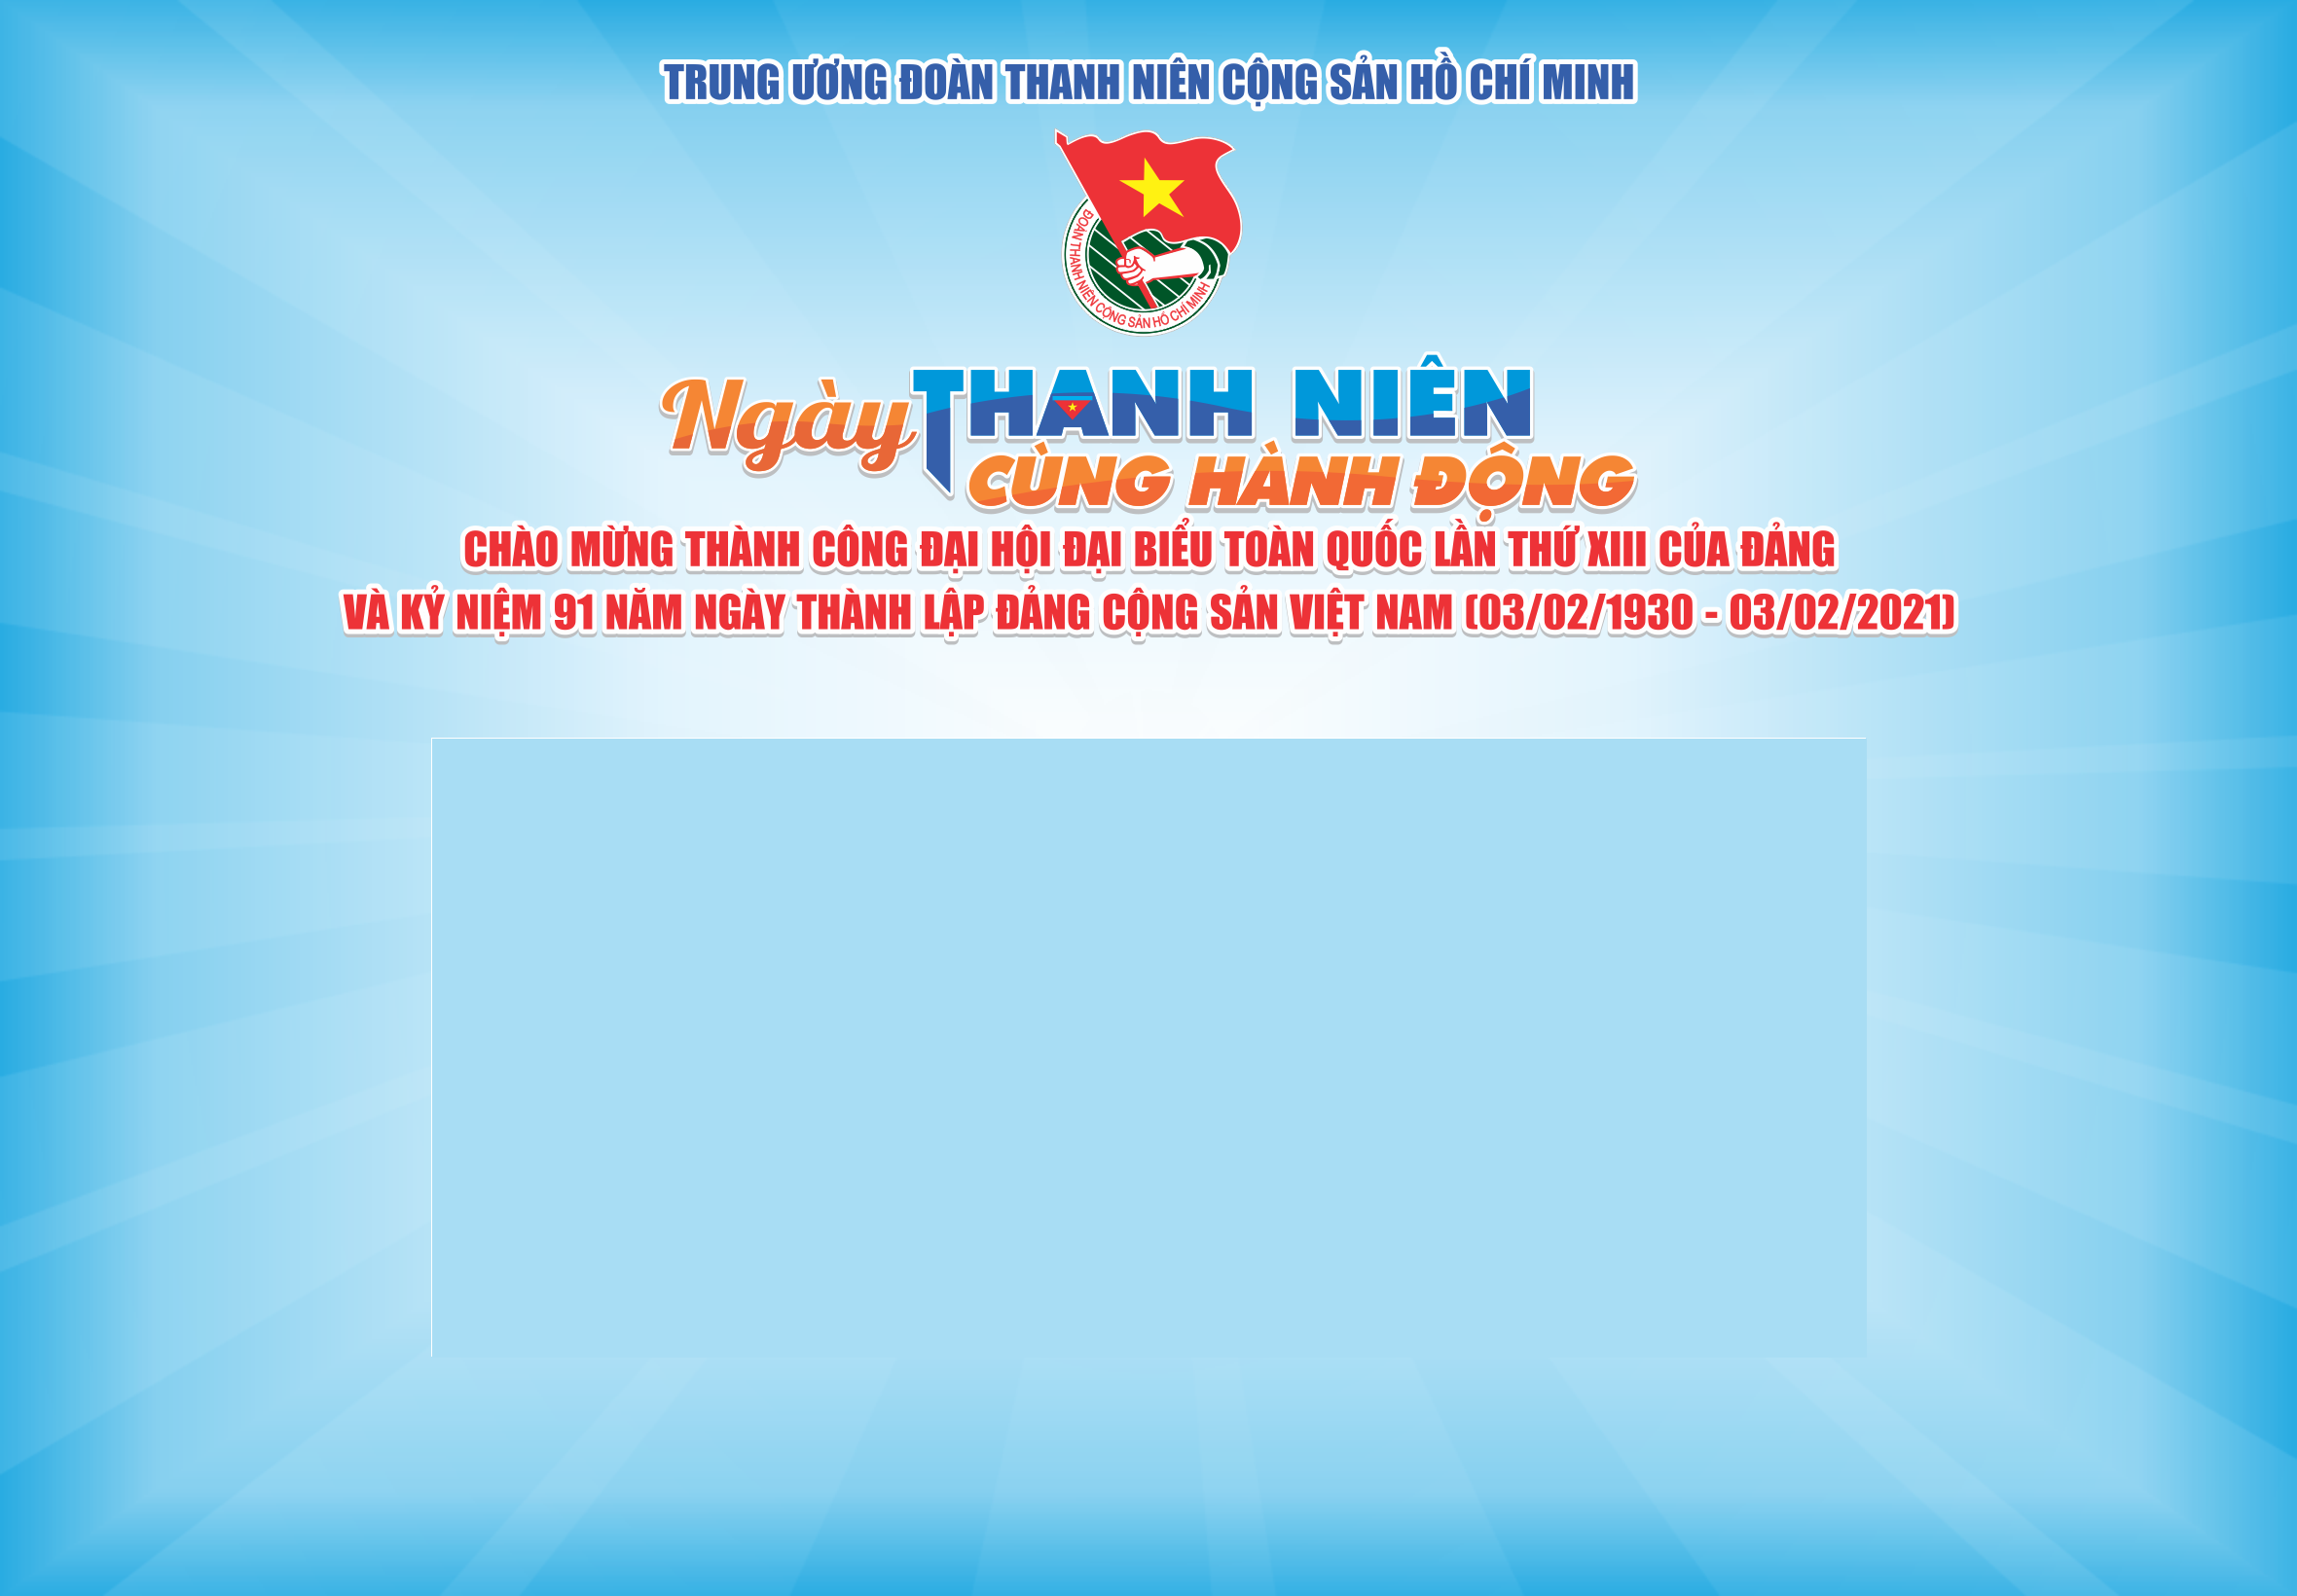 TRUNG ƯƠNG ĐOÀN THANH NIÊN CỘNG SẢN HỒ CHÍ MINH
ĐOÀN THANH NIÊN CỘNG SẢN HỒ CHÍ MINH
Ngày THANH NIÊN
CÙNG HÀNH ĐỘNG
CHÀO MỪNG THÀNH CÔNG ĐẠI HỘI ĐẠI BIỂU TOÀN QUỐC LẦN THỨ XIII CỦA ĐẢNG
VÀ KỶ NIỆM 91 NĂM NGÀY THÀNH LẬP ĐẢNG CỘNG SẢN VIỆT NAM (03/02/1930 - 03/02/2021)